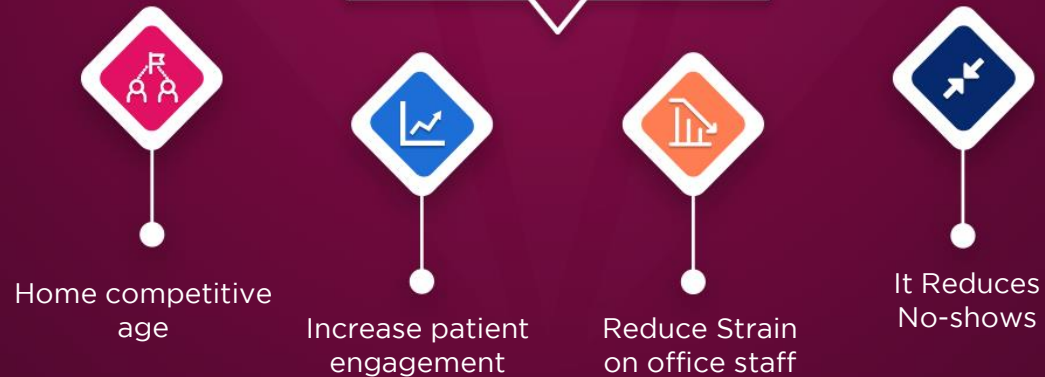 Home competitive
age
Increase patient
engagement
Reduce Strain
on office staff
It Reduces
No-shows